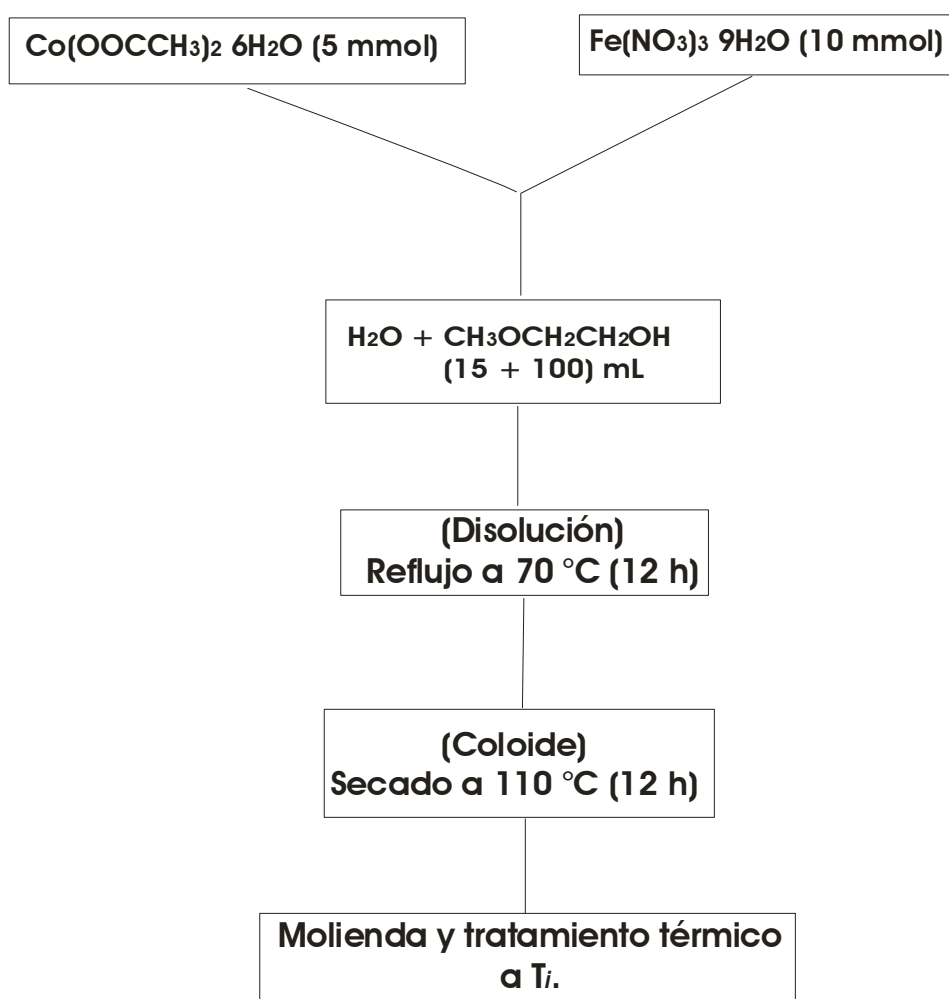 Co(OOCCH3)2 6H2O (5 mmol)
Fe(NO3)3 9H2O (10 mmol)
H2O + CH3OCH2CH2OH
(15 + 100) mL
(Disolución)
Reflujo a 70 °C (12 h)
(Coloide)
Secado a 110 °C (12 h)
Molienda y tratamiento térmico
a Ti.